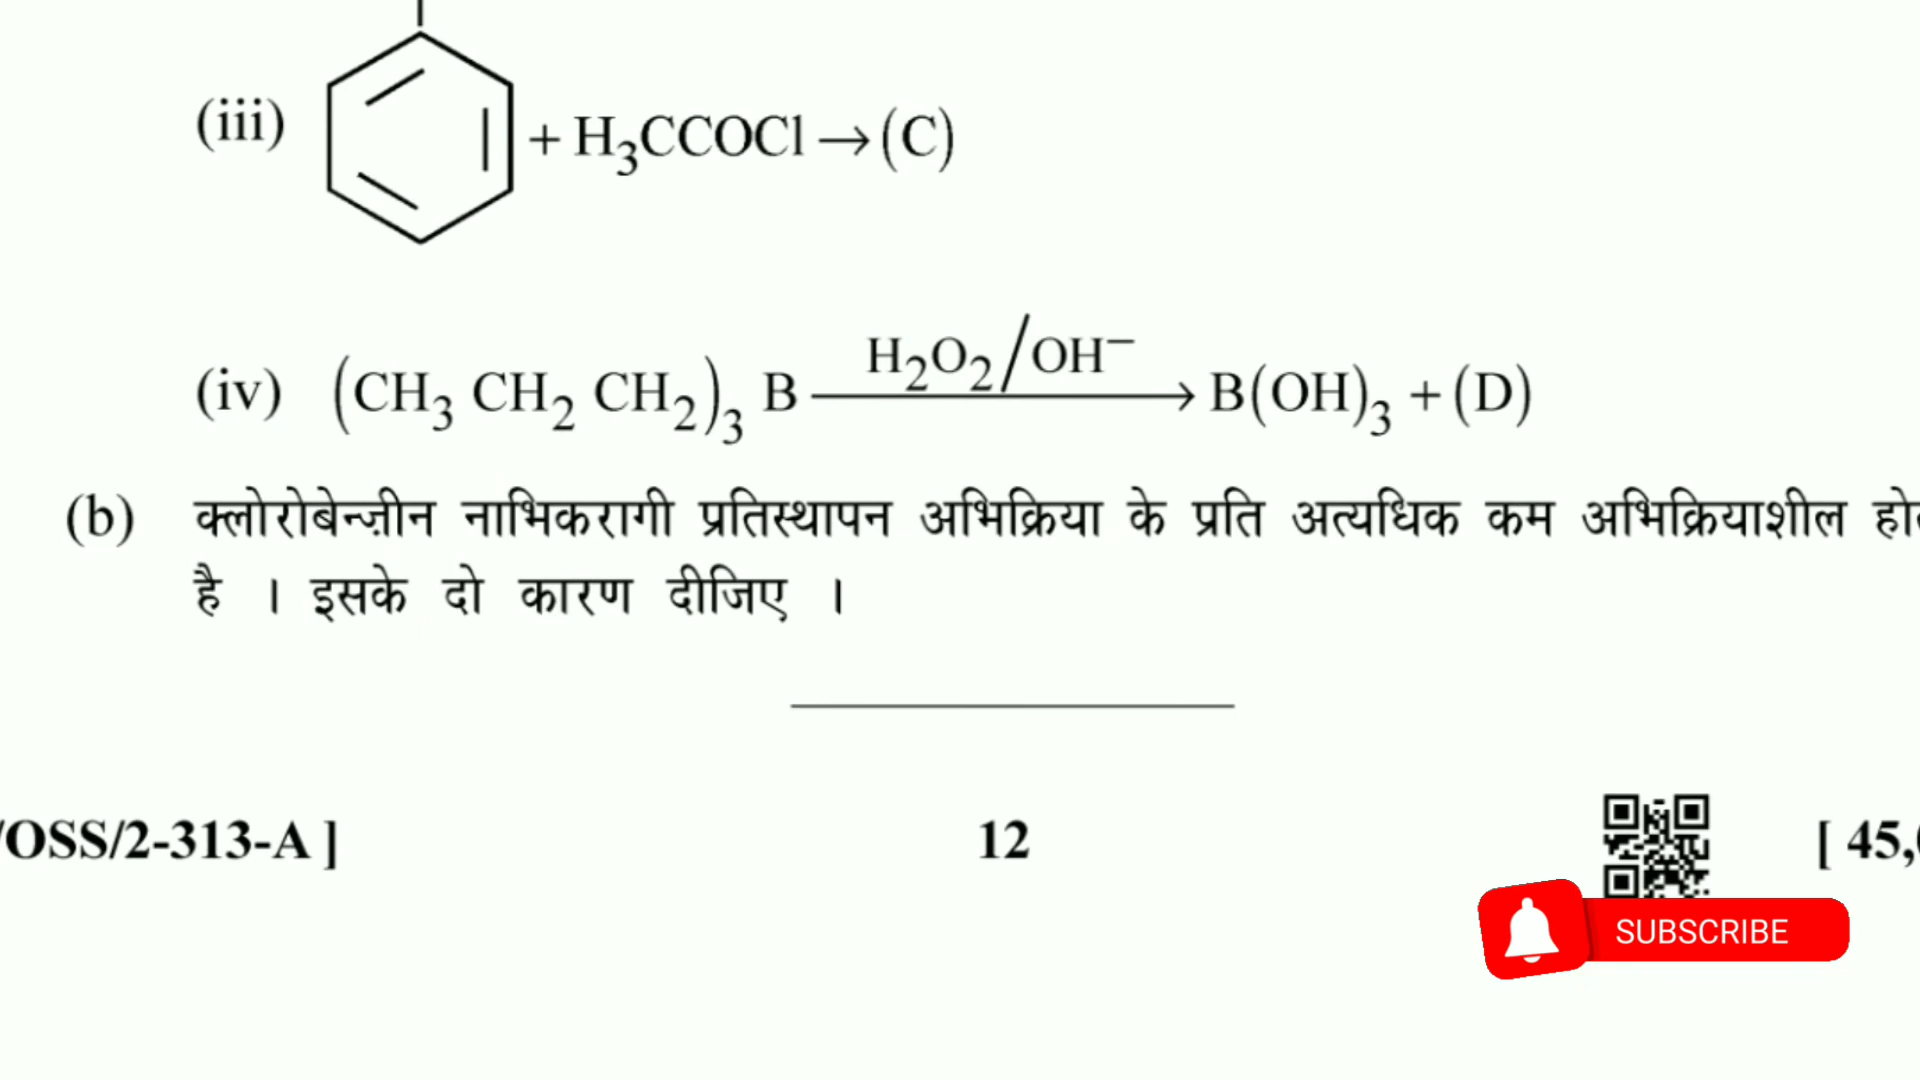 (iii) + H₃CCOCl → (C)
(iv) (CH₃ CH₂ CH₂)₃ B H₂O₂/OH⁻ → B(OH)₃ + (D)
(b) क्लोरोबेन्ज़ीन नाभिकरागी प्रतिस्थापन अभिक्रिया के प्रति अत्यधिक कम अभिक्रियाशील
है । इसके दो कारण दीजिए ।
/OSS/2-313-A ] 12 [ 45,
SUBSCRIBE